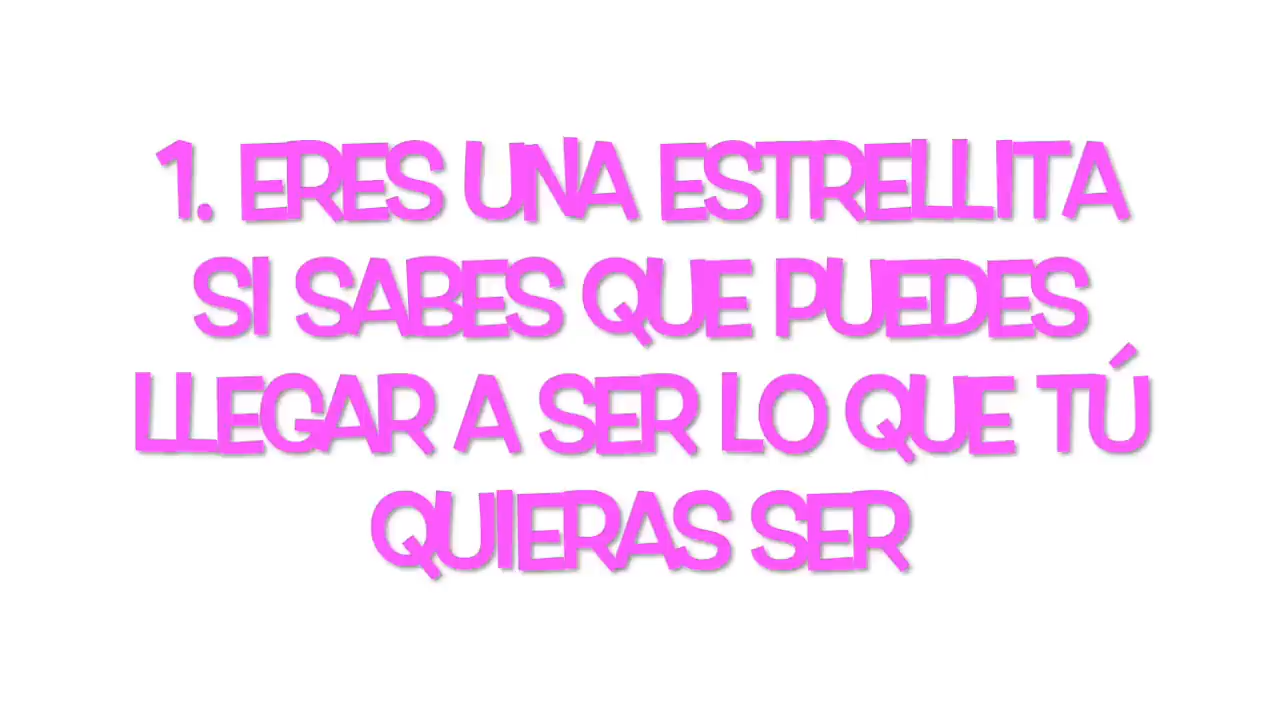 1. ERES UNA ESTRELLITA
SI SABES QUE PUEDES
LLEGAR A SER LO QUE TÚ
QUIERAS SER